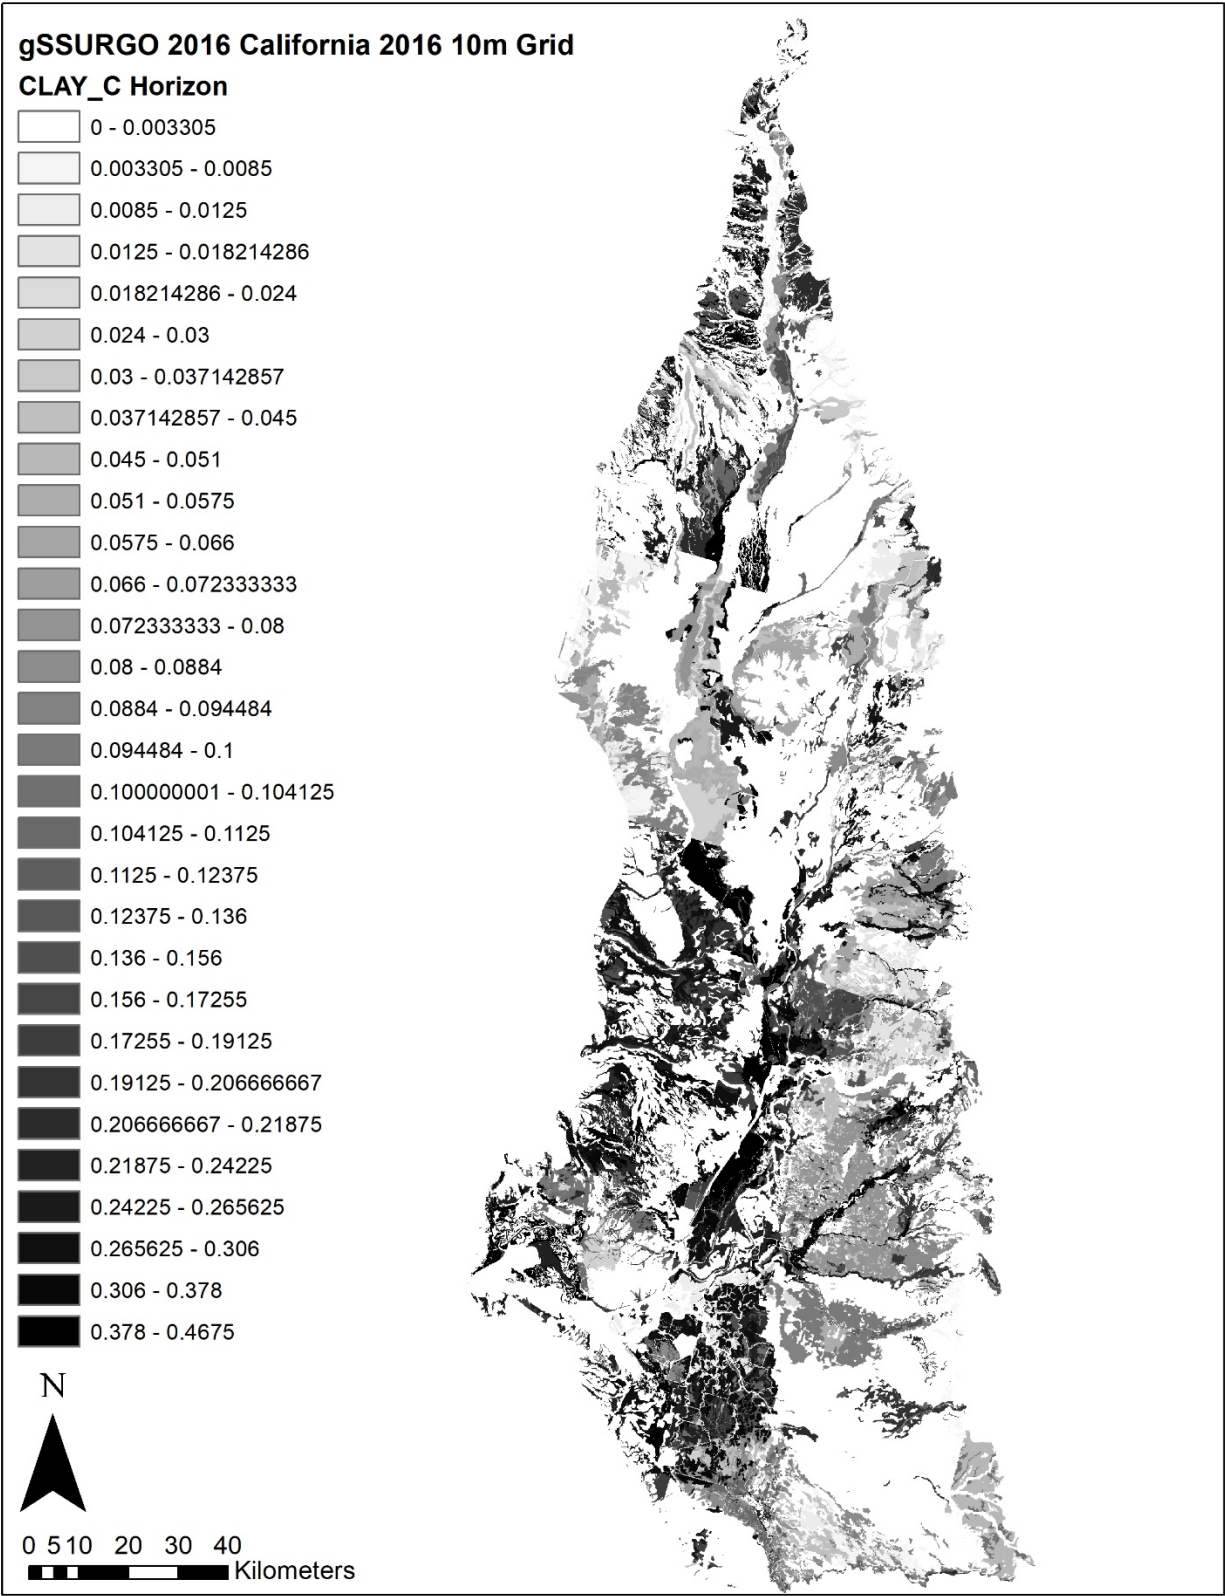 gSSURGO 2016 California 2016 10m Grid
CLAY_C Horizon
0 - 0.003305
0.003305 - 0.0085
0.0085 - 0.0125
0.0125 - 0.018214286
0.018214286 - 0.024
0.024 - 0.03
0.03 - 0.037142857
0.037142857 - 0.045
0.045 - 0.051
0.051 - 0.0575
0.0575 - 0.066
0.066 - 0.072333333
0.072333333 - 0.08
0.08 - 0.0884
0.0884 - 0.094484
0.094484 - 0.1
0.100000001 - 0.104125
0.104125 - 0.1125
0.1125 - 0.12375
0.12375 - 0.136
0.136 - 0.156
0.156 - 0.17255
0.17255 - 0.19125
0.19125 - 0.206666667
0.206666667 - 0.21875
0.21875 - 0.24225
0.24225 - 0.265625
0.265625 - 0.306
0.306 - 0.378
0.378 - 0.4675
N
0 5 10 20 30 40
Kilometers